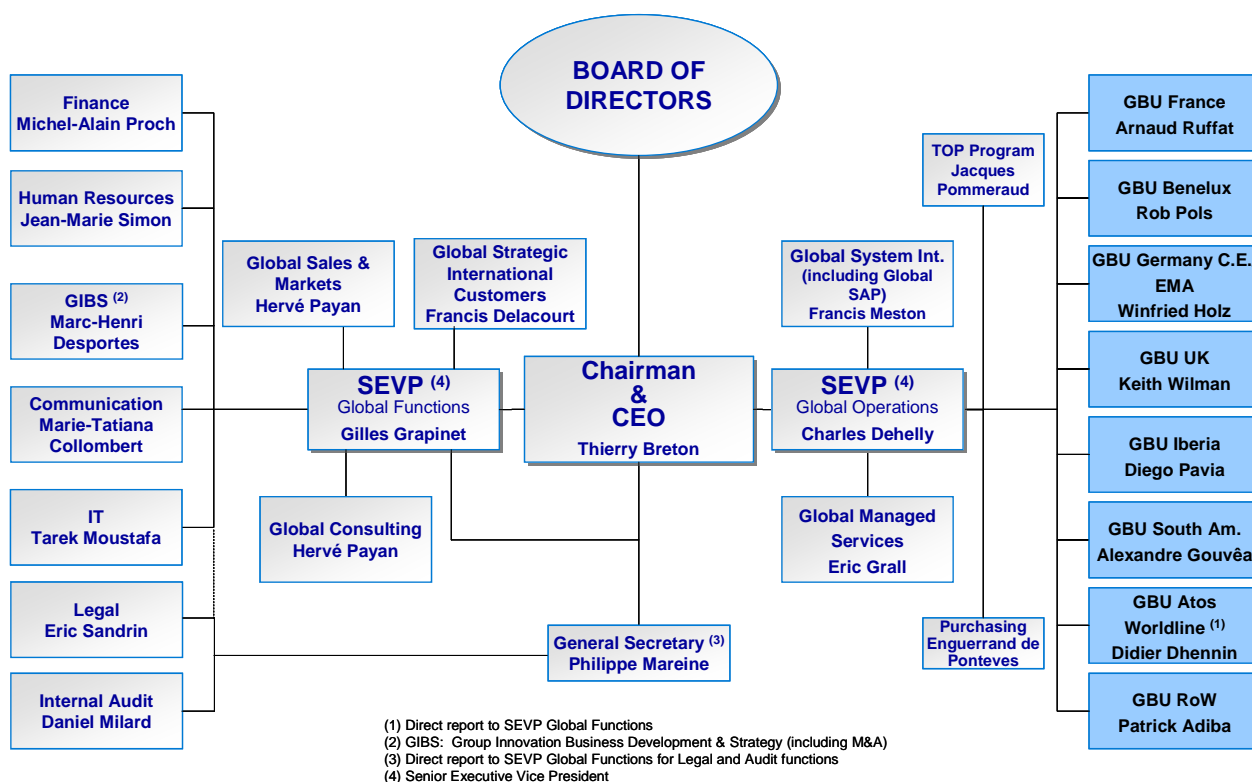 BOARD OF
DIRECTORS
Finance
Michel-Alain Proch
Human Resources
Jean-Marie Simon
GIBS (2)
Marc-Henri
Desportes
Communication
Marie-Tatiana
Collombert
IT
Tarek Moustafa
Legal
Eric Sandrin
Internal Audit
Daniel Milard
Global Sales &
Markets
Hervé Payan
Global Strategic
International
Customers
Francis Delacourt
SEVP (4)
Global Functions
Gilles Grapinet
Global Consulting
Hervé Payan
Chairman
&
CEO
Thierry Breton
General Secretary (3)
Philippe Mareine
Global System Int.
(including Global
SAP)
Francis Meston
SEVP (4)
Global Operations
Charles Dehelly
Global Managed
Services
Eric Grall
TOP Program
Jacques
Pommeraud
Purchasing
Enguerrand de
Ponteves
GBU France
Arnaud Ruffat
GBU Benelux
Rob Pols
GBU Germany C.E.
EMA
Winfried Holz
GBU UK
Keith Wilman
GBU Iberia
Diego Pavia
GBU South Am.
Alexandre Gouvêa
GBU Atos
Worldline (1)
Didier Dhennin
GBU RoW
Patrick Adiba
(1) Direct report to SEVP Global Functions
(2) GIBS: Group Innovation Business Development & Strategy (including M&A)
(3) Direct report to SEVP Global Functions for Legal and Audit functions
(4) Senior Executive Vice President